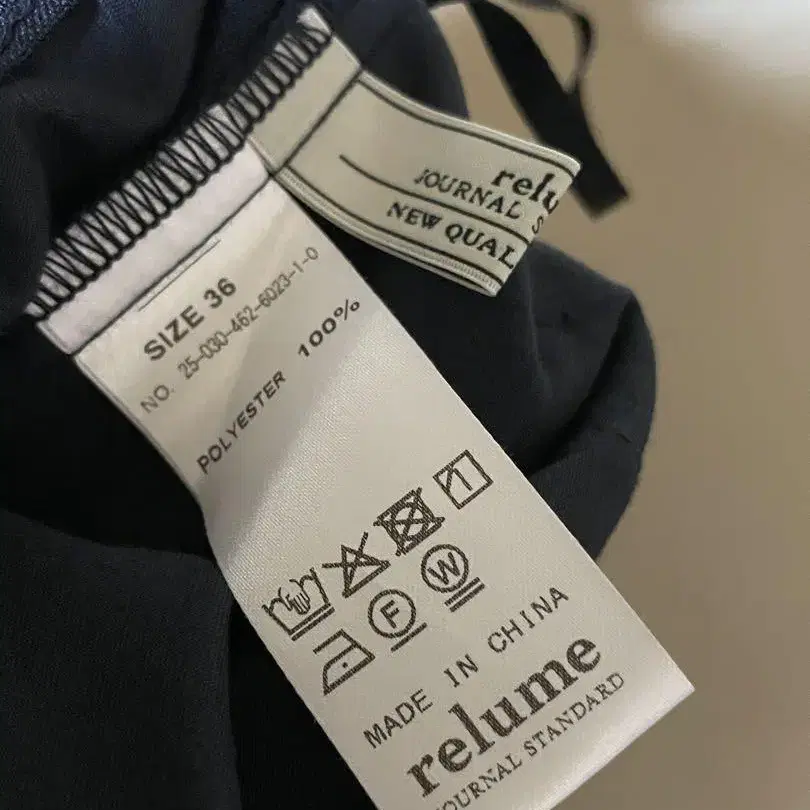 relu
JOURNAL S
NEW QUAL
SIZE 36
NO. 25-030-462-6023-1-0
POLYESTER 100%
1
F W
MADE IN CHINA
relume
JOURNAL STANDARD